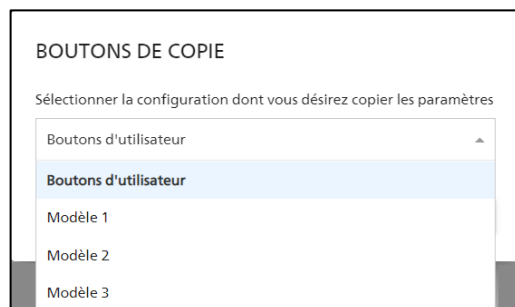 BOUTONS DE COPIE
Sélectionner la configuration dont vous désirez copier les paramètres
Boutons d'utilisateur
Boutons d'utilisateur
Modèle 1
Modèle 2
Modèle 3